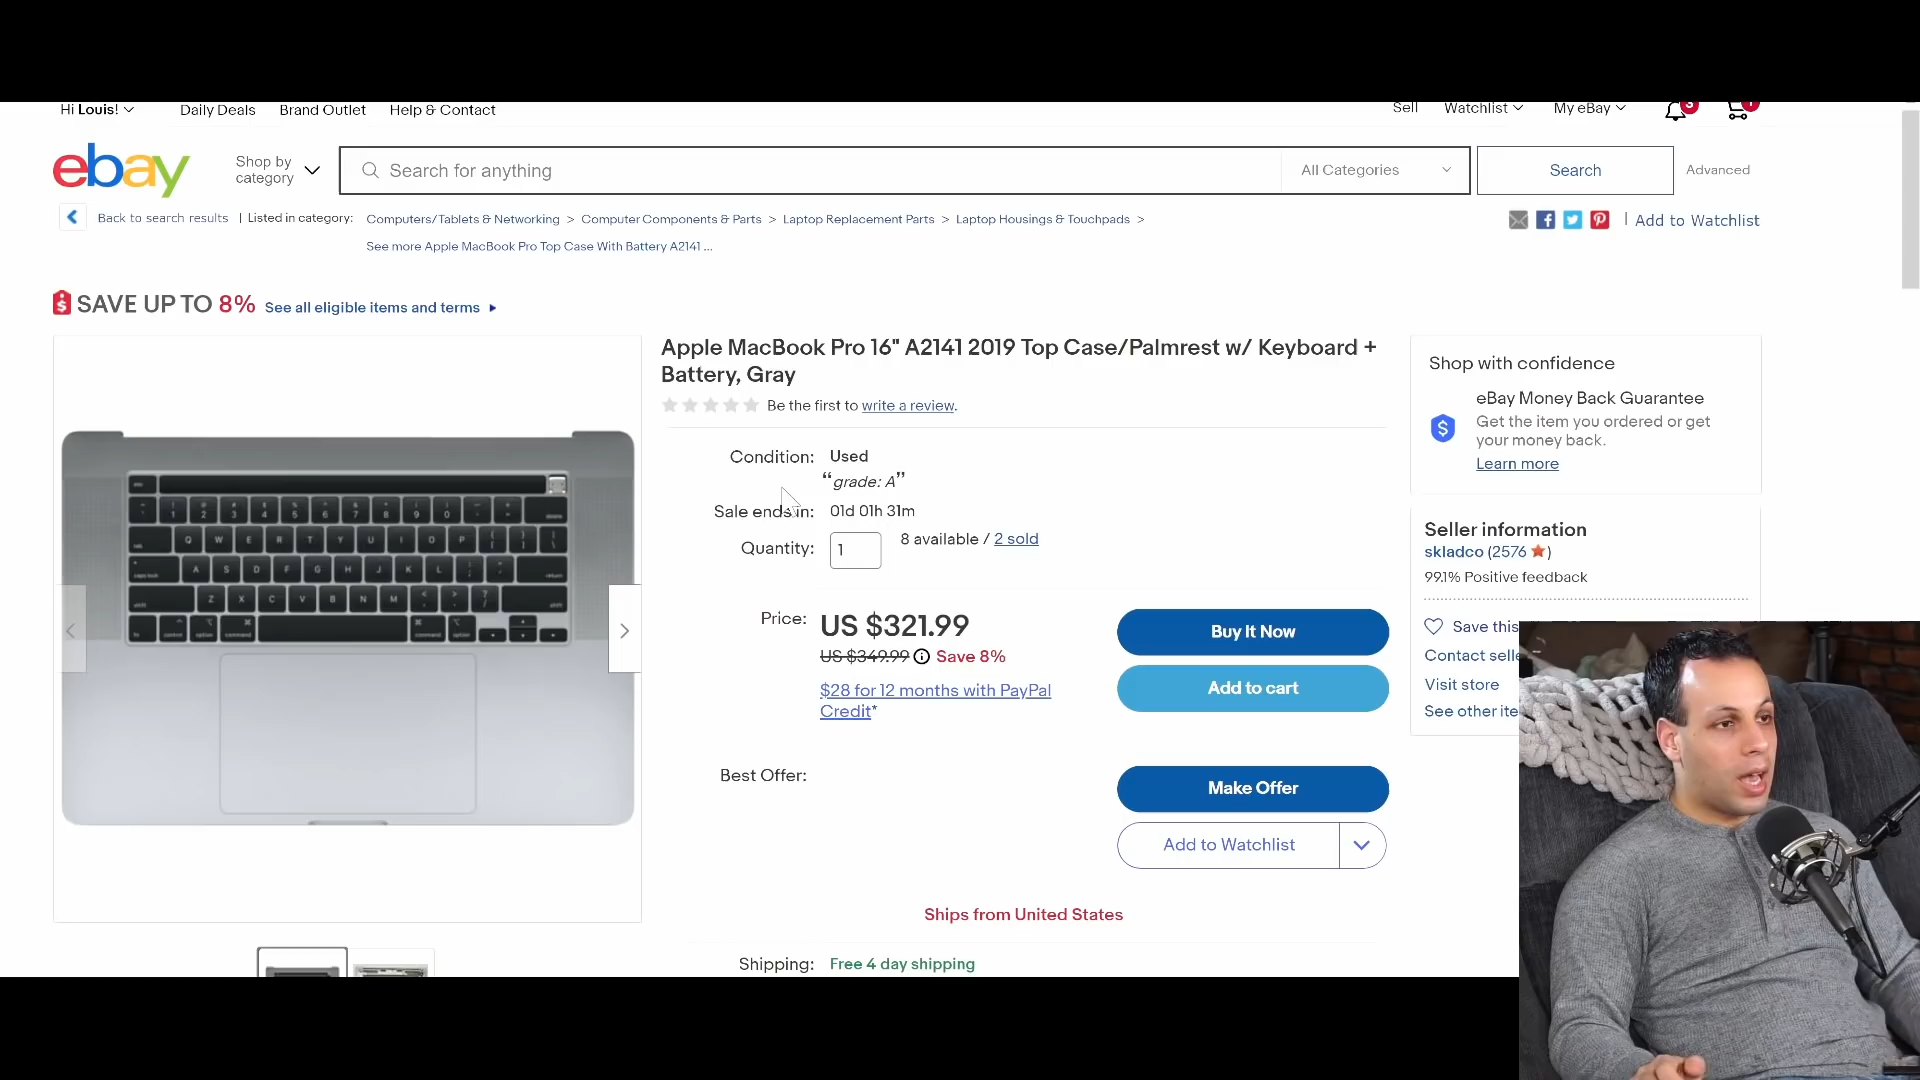 Hi Louis!
Daily Deals
Brand Outlet
Help & Contact
Sell
Watchlist
My eBay
ebay
Shop by
category
Search for anything
All Categories
Search
Advanced
Back to search results
| Listed in category:
Computers/Tablets & Networking > Computer Components & Parts > Laptop Replacement Parts > Laptop Housings & Touchpads >
See more Apple MacBook Pro Top Case With Battery A2141 ...
| Add to Watchlist
$ SAVE UP TO 8% See all eligible items and terms
Apple MacBook Pro 16" A2141 2019 Top Case/Palmrest w/ Keyboard +
Battery, Gray
Be the first to write a review.
Condition: Used
“grade: A”
Sale ends in: 01d 01h 31m
Quantity: 1
8 available / 2 sold
Price: US $321.99
US $349.99 Save 8%
$28 for 12 months with PayPal
Credit*
Buy It Now
Add to cart
Best Offer:
Make Offer
Add to Watchlist
Ships from United States
Shipping: Free 4 day shipping
Shop with confidence
eBay Money Back Guarantee
Get the item you ordered or get
your money back.
Learn more
Seller information
skladco (2576)
99.1% Positive feedback
Save this
Contact selle
Visit store
See other ite